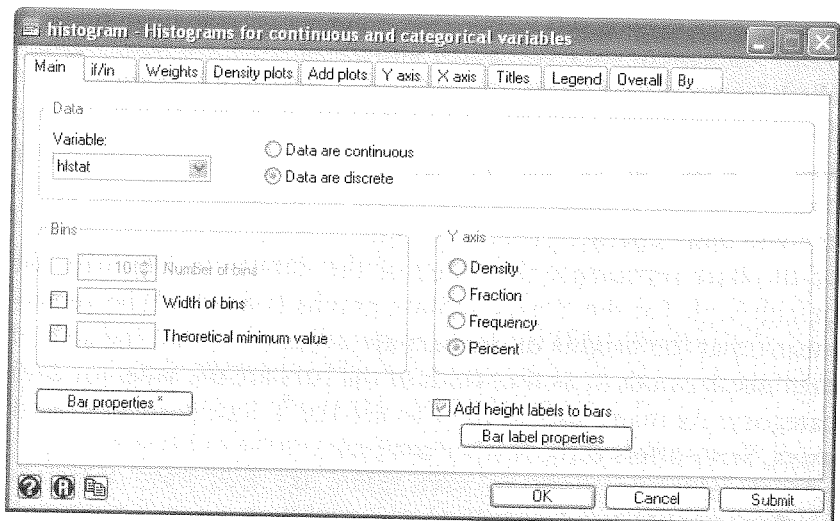 histogram - Histograms for continuous and categorical variables
Main if/in Weights Density plots Add plots Y axis X axis Titles Legend Overall By
Data
Variable:
hlstat
Data are continuous
Data are discrete
Bins
10 Number of bins
Width of bins
Theoretical minimum value
Y axis
Density
Fraction
Frequency
Percent
Bar properties *
Add height labels to bars
Bar label properties
OK Cancel Submit